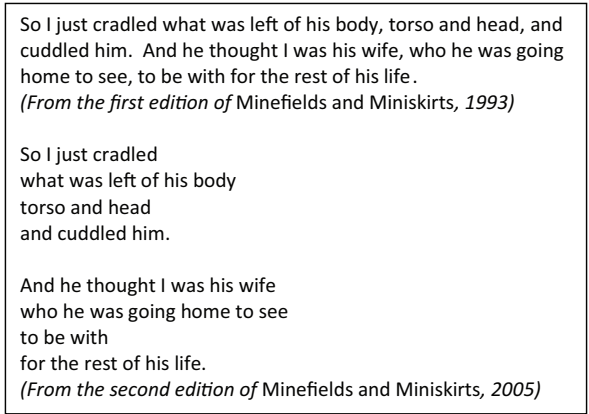 So I just cradled what was left of his body, torso and head, and
cuddled him.  And he thought I was his wife, who he was going
home to see, to be with for the rest of his life.
(From the first edition of Minefields and Miniskirts, 1993)

So I just cradled
what was left of his body
torso and head
and cuddled him.

And he thought I was his wife
who he was going home to see
to be with
for the rest of his life.
(From the second edition of Minefields and Miniskirts, 2005)